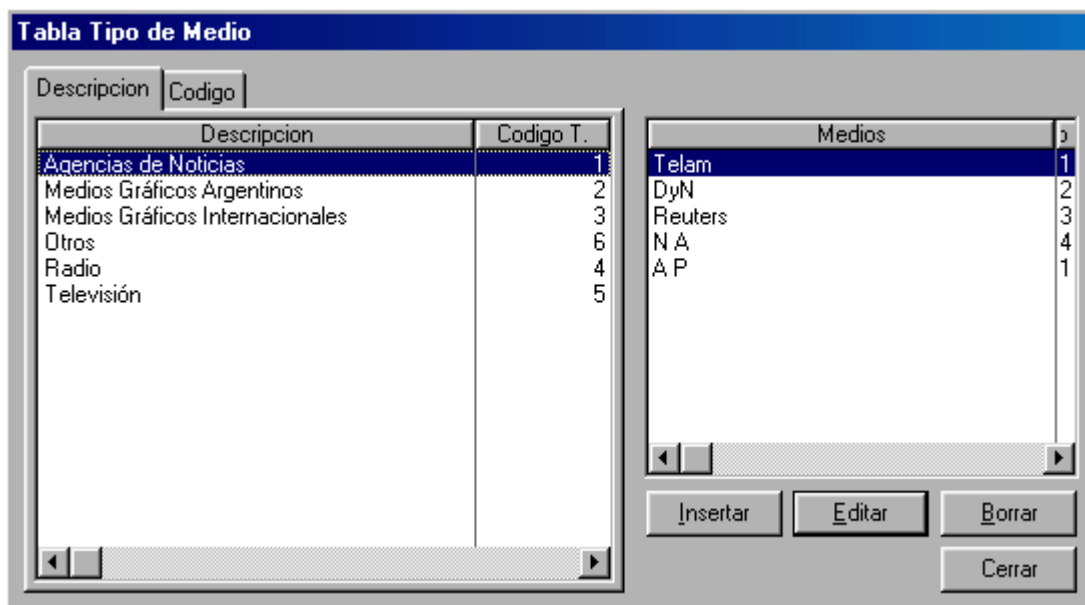 Tabla Tipo de Medio
Descripcion Codigo
Descripcion Codigo T.
Agencias de Noticias 1
Medios Gráficos Argentinos 2
Medios Gráficos Internacionales 3
Otros 6
Radio 4
Televisión 5
Medios
Telam 1
DyN 2
Reuters 3
N A 4
A P 1
Insertar Editar Borrar
Cerrar